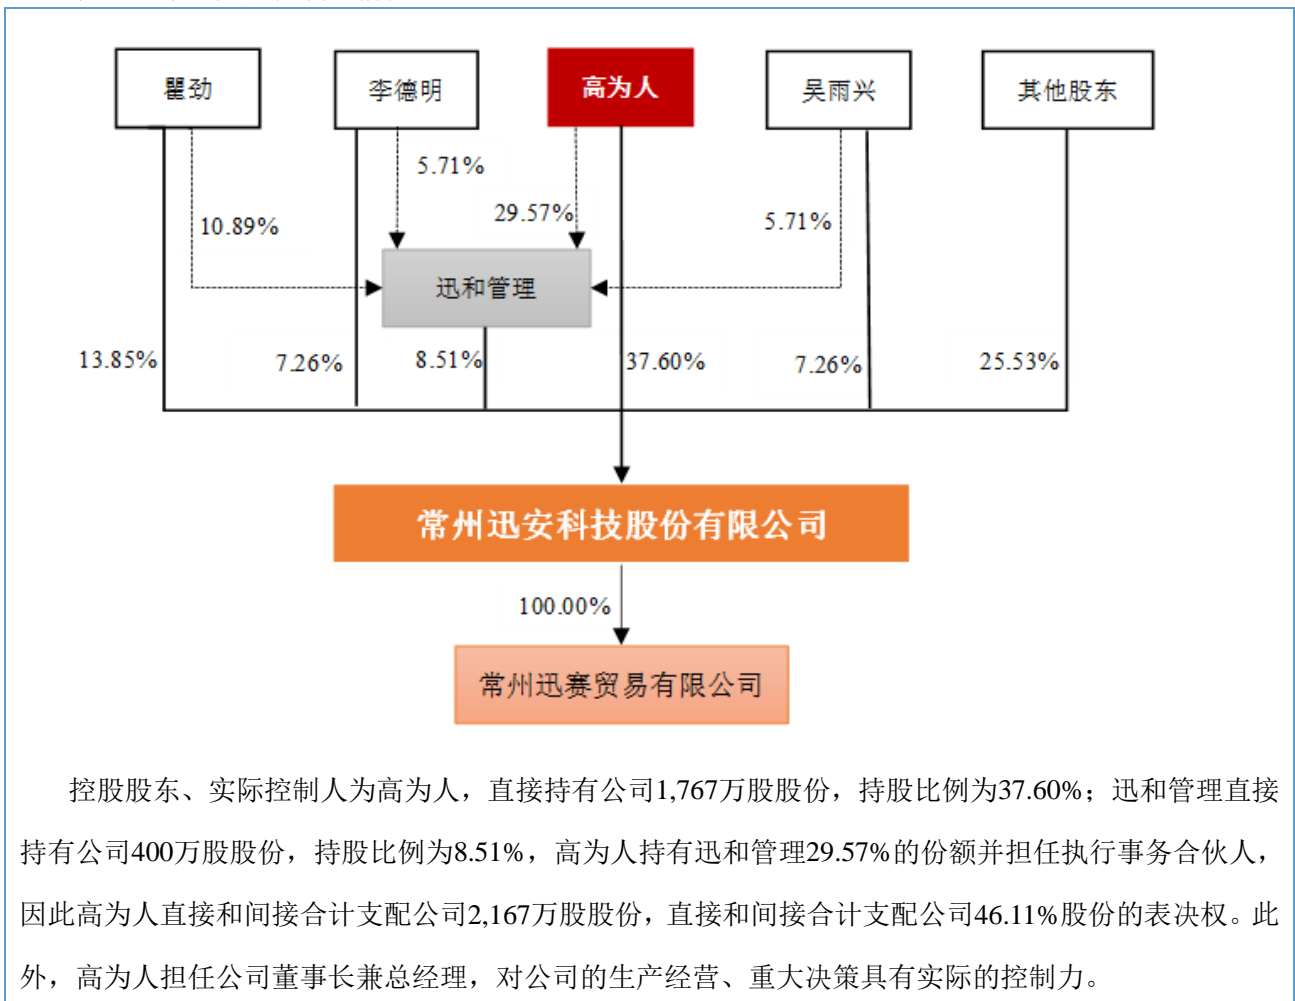 瞿劲
李德明
高为人
吴雨兴
其他股东
5.71%
29.57%
5.71%
10.89%
迅和管理
13.85%
7.26%
8.51%
37.60%
7.26%
25.53%
常州迅安科技股份有限公司
100.00%
常州迅赛贸易有限公司
控股股东、实际控制人为高为人，直接持有公司1,767万股股份，持股比例为37.60%；迅和管理直接
持有公司400万股股份，持股比例为8.51%，高为人持有迅和管理29.57%的份额并担任执行事务合伙人，
因此高为人直接和间接合计支配公司2,167万股股份，直接和间接合计支配公司46.11%股份的表决权。此
外，高为人担任公司董事长兼总经理，对公司的生产经营、重大决策具有实际的控制力。